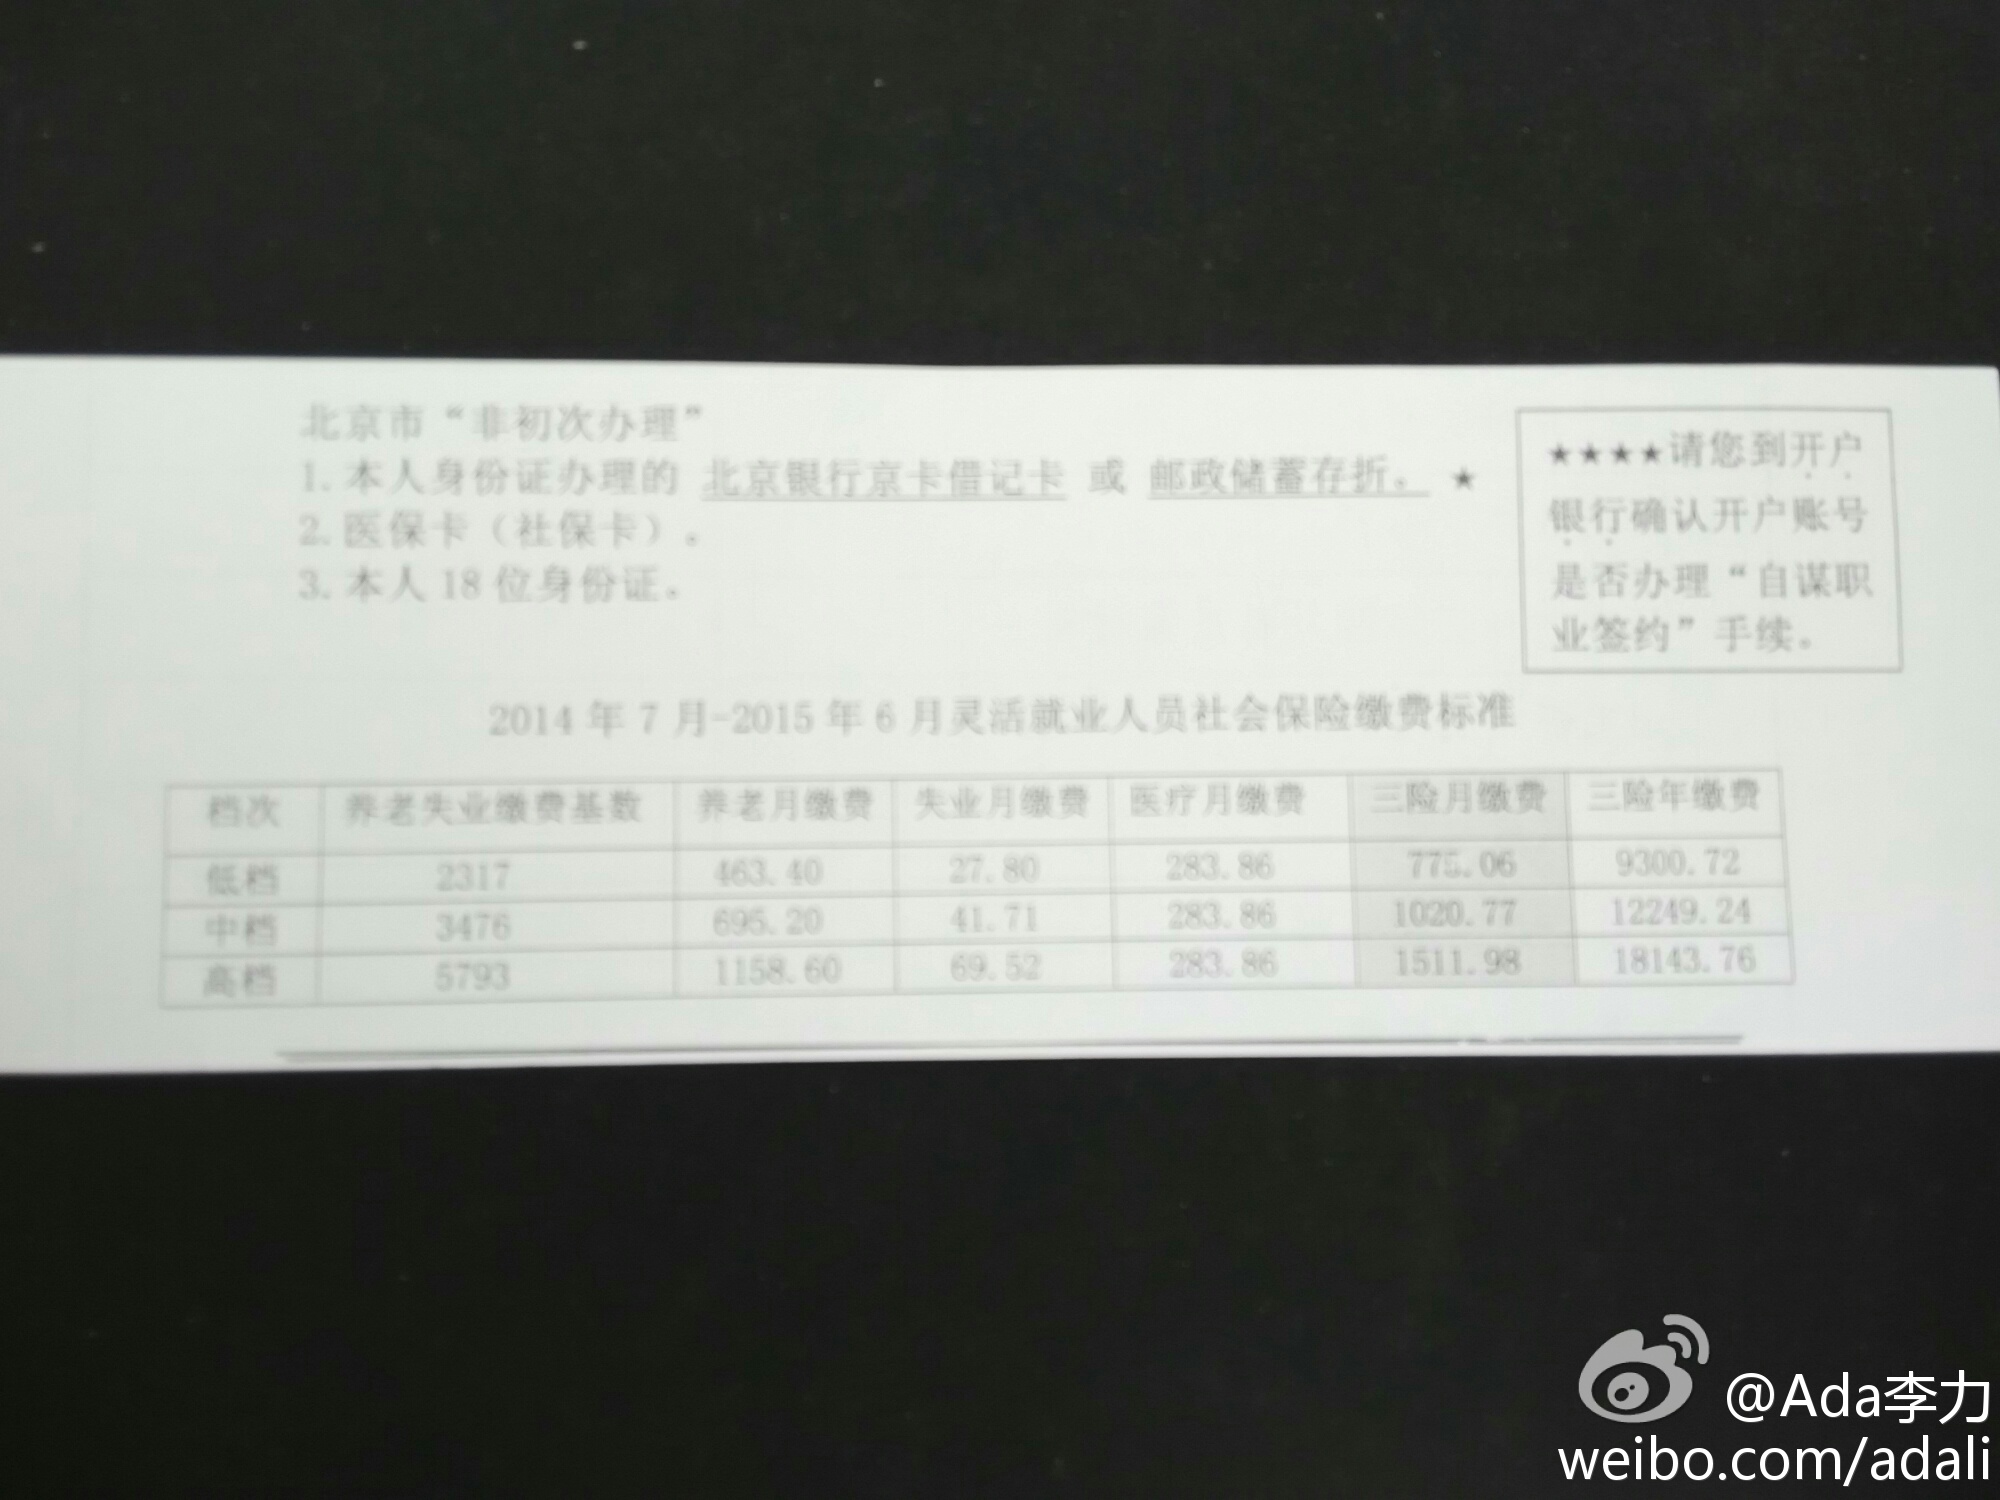 北京市“非初次办理”
1. 本人身份证办理的 北京银行京卡借记卡 或 邮政储蓄存折。 ★
2. 医保卡（社保卡）。
3. 本人 18 位身份证。
★★★★请您到开户
银行确认开户账号
是否办理“自谋职
业签约”手续。
2014 年 7 月-2015 年 6 月灵活就业人员社会保险缴费标准
档次 养老失业缴费基数 养老月缴费 失业月缴费 医疗月缴费 三险月缴费 三险年缴费
低档 2317 463.40 27.80 283.86 775.06 9300.72
中档 3476 695.20 41.71 283.86 1020.77 12249.24
高档 5793 1158.60 69.52 283.86 1511.98 18143.76
@Ada李力
weibo.com/adali